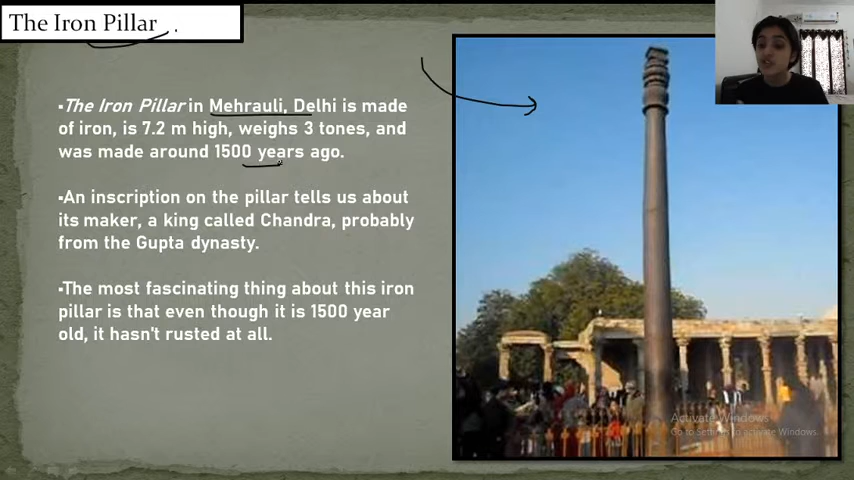 The Iron Pillar
▪The Iron Pillar in Mehrauli, Delhi is made
of iron, is 7.2 m high, weighs 3 tones, and
was made around 1500 years ago.
▪An inscription on the pillar tells us about
its maker, a king called Chandra, probably
from the Gupta dynasty.
▪The most fascinating thing about this iron
pillar is that even though it is 1500 year
old, it hasn't rusted at all.
Activate Windows
Go to Settings to activate Windows.